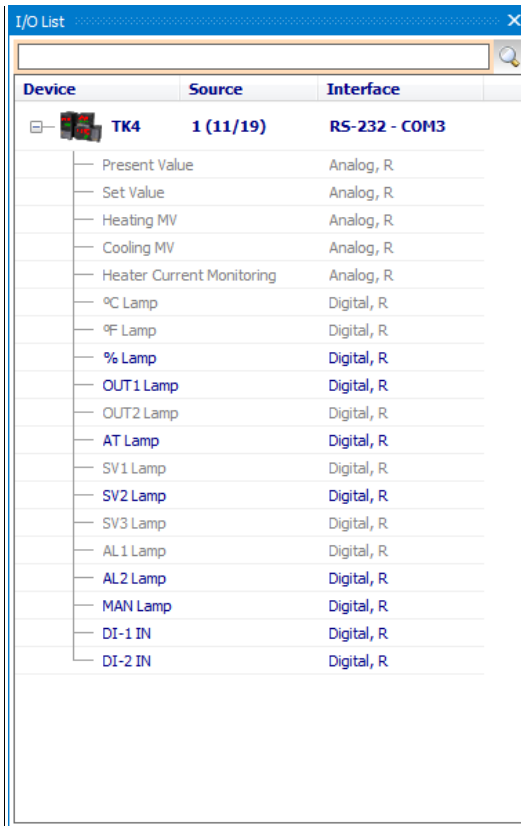 I/O List
Device Source Interface
TK4 1 (11/19) RS-232 - COM3
Present Value Analog, R
Set Value Analog, R
Heating MV Analog, R
Cooling MV Analog, R
Heater Current Monitoring Analog, R
ºC Lamp Digital, R
ºF Lamp Digital, R
% Lamp Digital, R
OUT1 Lamp Digital, R
OUT2 Lamp Digital, R
AT Lamp Digital, R
SV1 Lamp Digital, R
SV2 Lamp Digital, R
SV3 Lamp Digital, R
AL1 Lamp Digital, R
AL2 Lamp Digital, R
MAN Lamp Digital, R
DI-1 IN Digital, R
DI-2 IN Digital, R